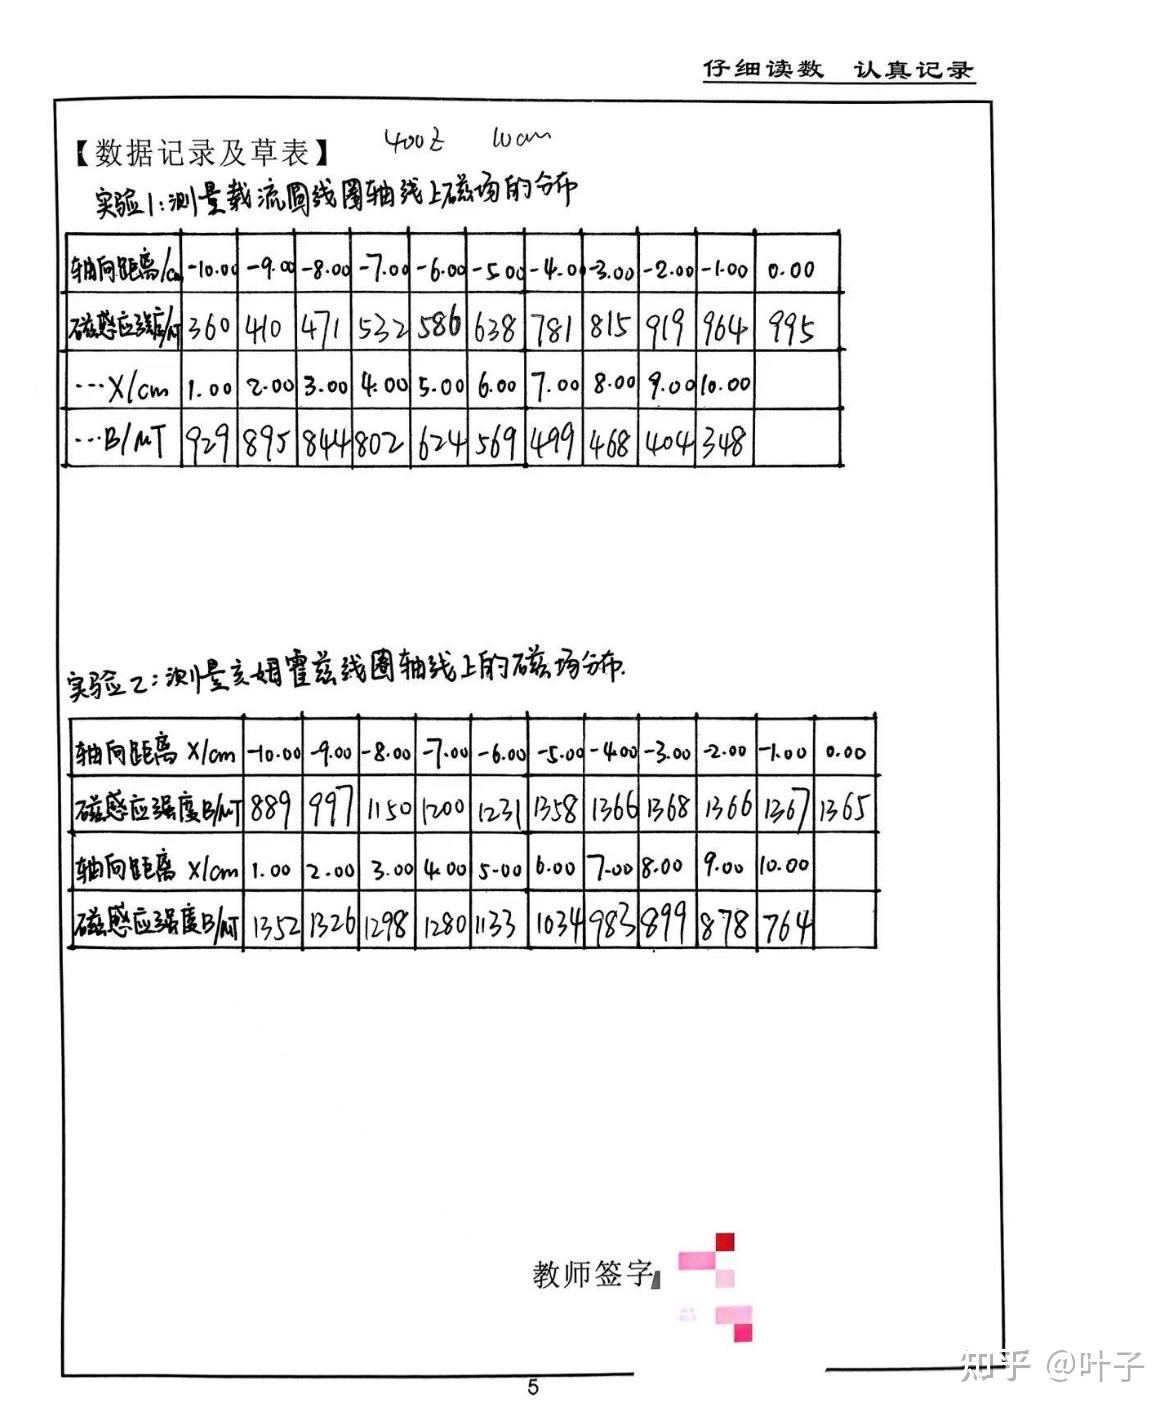 仔细读数 认真记录
【数据记录及草表】 400匝 10cm
实验1:测量载流圆线圈轴线上磁场的分布
轴向距离/cm -10.00 -9.00 -8.00 -7.00 -6.00 -5.00 -4.00 -3.00 -2.00 -1.00 0.00
磁感应强度/μT 360 410 471 532 586 638 781 815 919 964 995
…X/cm 1.00 2.00 3.00 4.00 5.00 6.00 7.00 8.00 9.00 10.00
…B/μT 929 895 844 802 624 569 499 468 404 348
实验2:测量亥姆霍兹线圈轴线上的磁场分布.
轴向距离 X/cm -10.00 -9.00 -8.00 -7.00 -6.00 -5.00 -4.00 -3.00 -2.00 -1.00 0.00
磁感应强度B/μT 889 997 1150 1200 1231 1358 1366 1368 1366 1367 1365
轴向距离 X/cm 1.00 2.00 3.00 4.00 5.00 6.00 7.00 8.00 9.00 10.00
磁感应强度B/μT 1352 1326 1298 1280 1133 1034 983 899 878 764
教师签字
知乎 @叶子
5